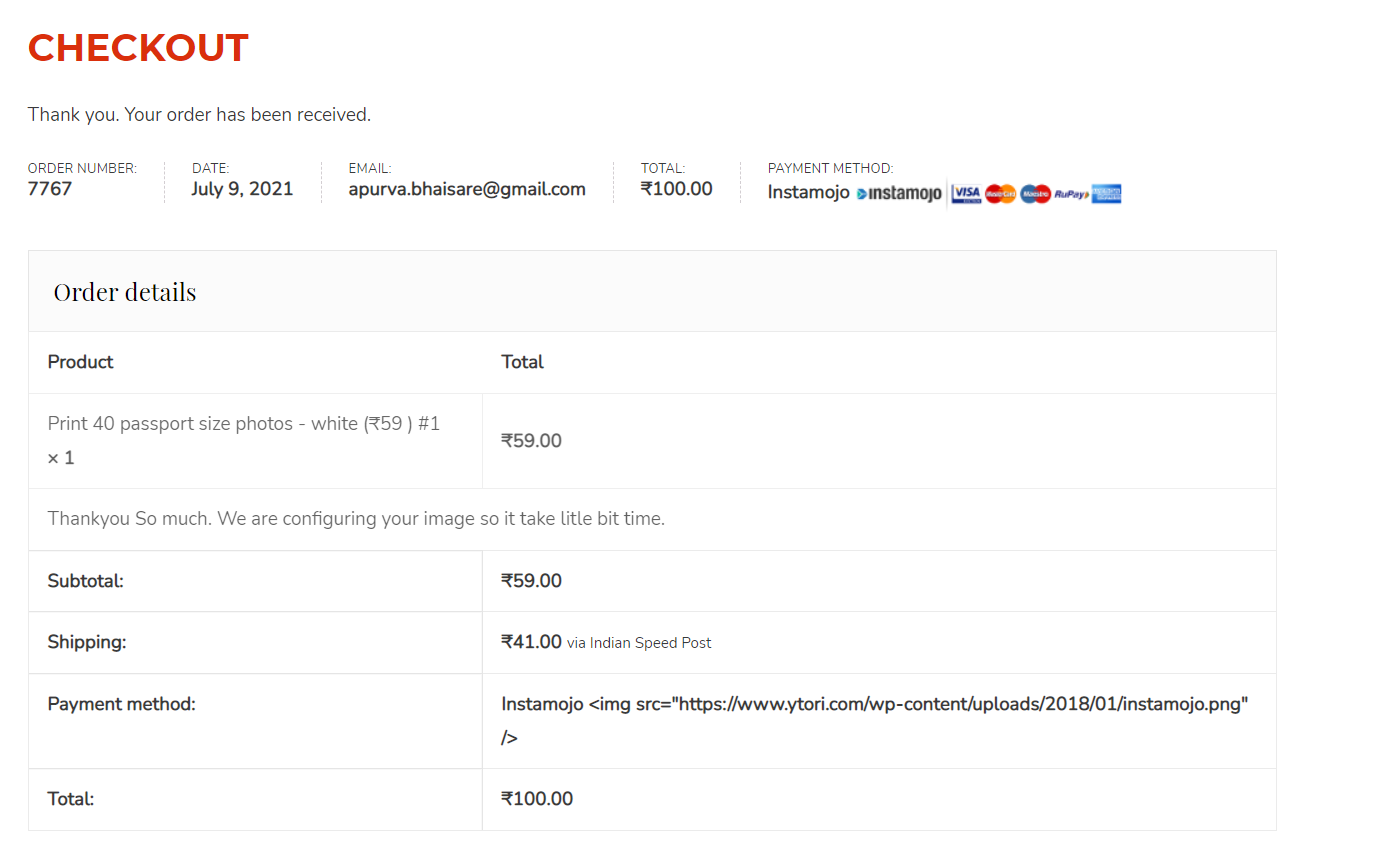 CHECKOUT
Thank you. Your order has been received.
ORDER NUMBER:
7767
DATE:
July 9, 2021
EMAIL:
apurva.bhaisare@gmail.com
TOTAL:
₹100.00
PAYMENT METHOD:
Instamojo instamojo VISA MasterCard Maestro RuPay
Order details
Product Total
Print 40 passport size photos - white (₹59 ) #1
× 1
₹59.00
Thankyou So much. We are configuring your image so it take litle bit time.
Subtotal: ₹59.00
Shipping: ₹41.00 via Indian Speed Post
Payment method: Instamojo <img src="https://www.ytori.com/wp-content/uploads/2018/01/instamojo.png"
/>
Total: ₹100.00